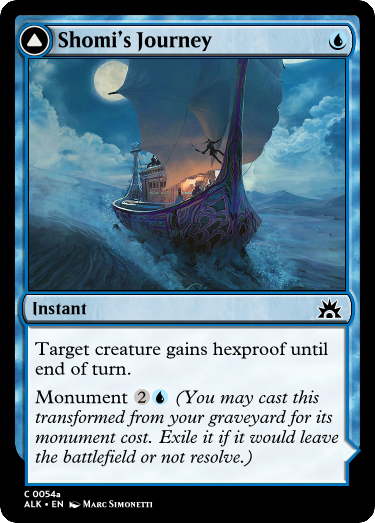 Shomi's Journey
Instant
Target creature gains hexproof until
end of turn.
Monument 2 (You may cast this
transformed from your graveyard for its
monument cost. Exile it if it would leave
the battlefield or not resolve.)
C 0054a
ALK • EN Marc Simonetti